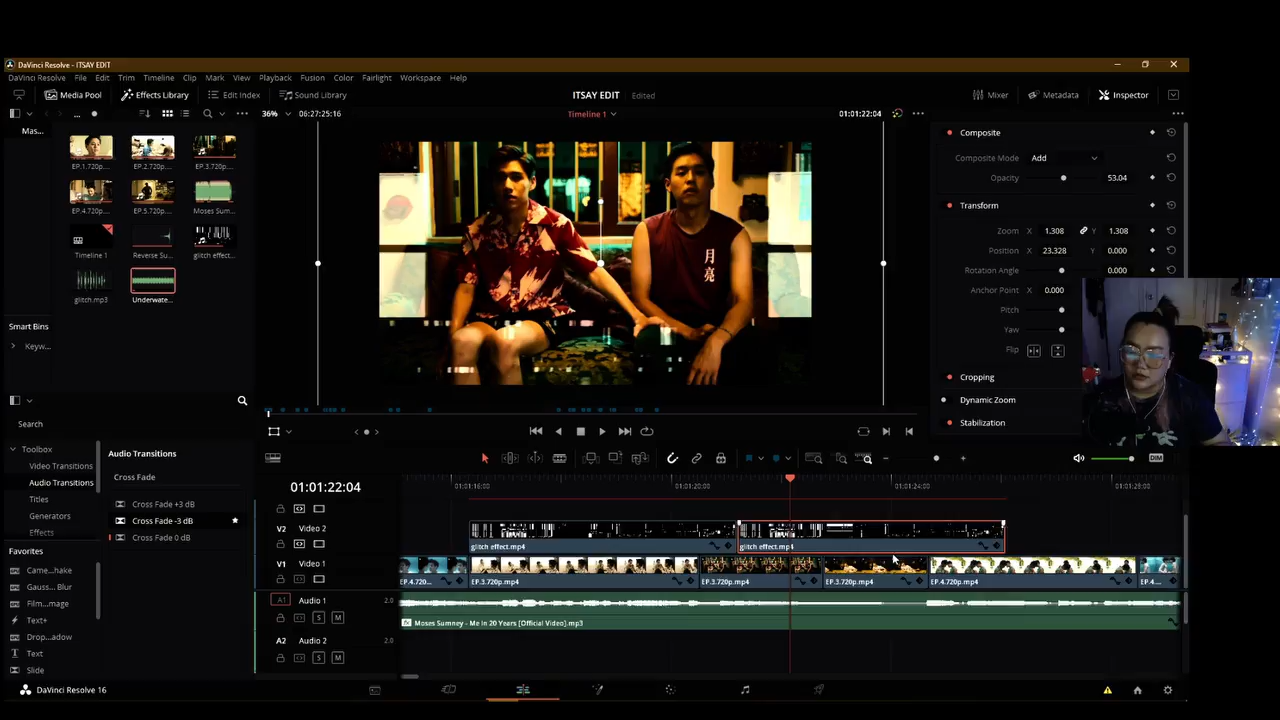 DaVinci Resolve - ITSAY EDIT
DaVinci Resolve File Edit Trim Timeline Clip Mark View Playback Fusion Color Fairlight Workspace Help
Media Pool Effects Library Edit Index Sound Library ITSAY EDIT Edited Mixer Metadata Inspector
... 36% 06:27:25:16 Timeline 1 01:01:22:04
Mas...
EP.1.720p... EP.2.720p... EP.3.720p...
EP.4.720p... EP.5.720p... Moses Sum...
Timeline 1 Reverse Su... glitch effect...
glitch.mp3 Underwate...
Smart Bins
Keyw...
月亮
Composite
Composite Mode Add
Opacity 53.04
Transform
Zoom X 1.308 Y 1.308
Position X 23.328 Y 0.000
Rotation Angle 0.000
Anchor Point X 0.000
Pitch
Yaw
Flip
Cropping
Dynamic Zoom
Stabilization
Search
Toolbox
Video Transitions
Audio Transitions
Titles
Generators
Effects
Favorites
Came...hake
Gauss... Blur
Film...mage
Text+
Drop...adow
Text
Slide
Audio Transitions
Cross Fade
Cross Fade +3 dB
Cross Fade -3 dB
Cross Fade 0 dB
DIM
01:01:22:04 01:01:16:00 01:01:20:00 01:01:24:00 01:01:28:00
V2 Video 2
glitch effect.mp4 glitch effect.mp4
V1 Video 1
EP.4.720... EP.3.720p.mp4 EP.3.720p.mp4 EP.3.720p.mp4 EP.4.720p.mp4 EP.4....
A1 Audio 1 2.0
S M
fx Moses Sumney - Me In 20 Years [Official Video].mp3
A2 Audio 2 2.0
S M
DaVinci Resolve 16